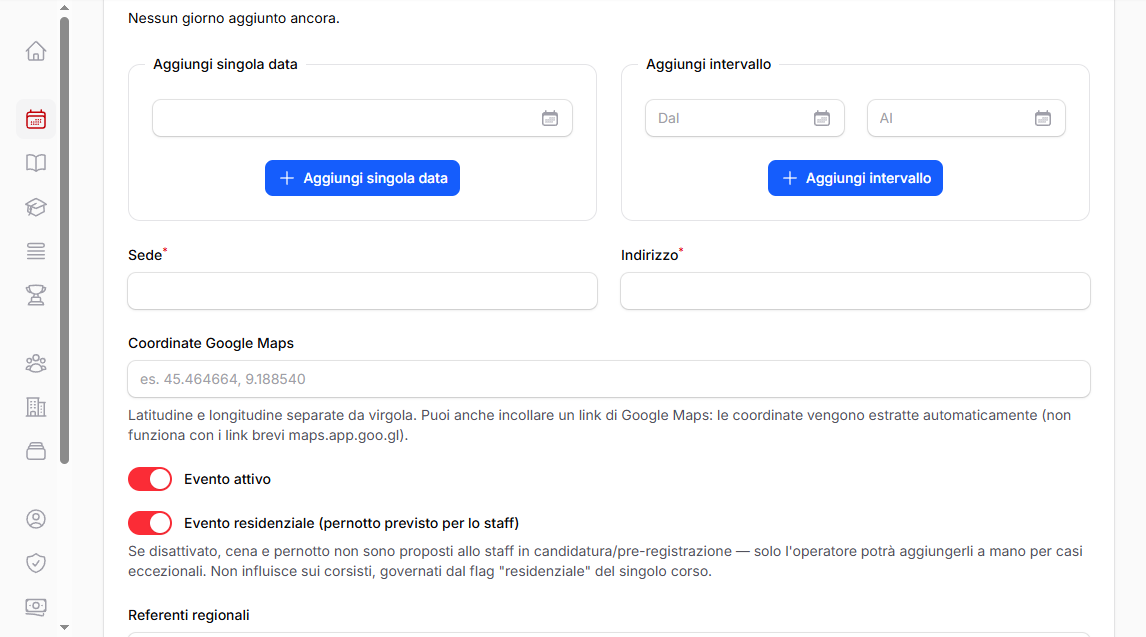 Nessun giorno aggiunto ancora.
Aggiungi singola data
Aggiungi intervallo
Dal
Al
Aggiungi singola data
Aggiungi intervallo
Sede*
Indirizzo*
Coordinate Google Maps
es. 45.464664, 9.188540
Latitudine e longitudine separate da virgola. Puoi anche incollare un link di Google Maps: le coordinate vengono estratte automaticamente (non
funziona con i link brevi maps.app.goo.gl).
Evento attivo
Evento residenziale (pernotto previsto per lo staff)
Se disattivato, cena e pernotto non sono proposti allo staff in candidatura/pre-registrazione — solo l'operatore potrà aggiungerli a mano per casi
eccezionali. Non influisce sui corsisti, governati dal flag "residenziale" del singolo corso.
Referenti regionali